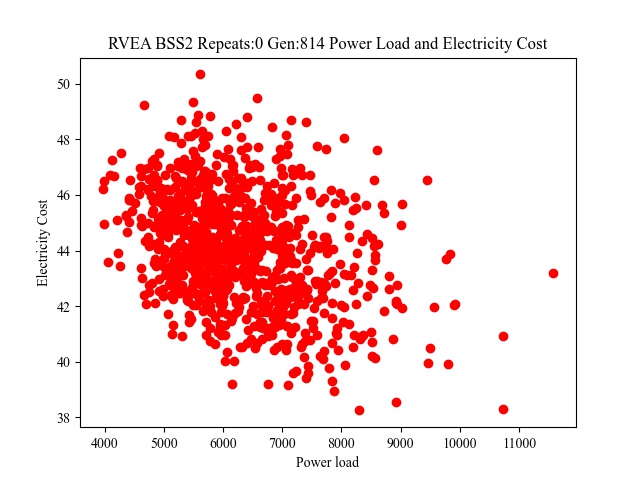 RVEA BSS2 Repeats:0 Gen:814 Power Load and Electricity Cost
50
48
46
44
42
40
38
Electricity Cost
4000 5000 6000 7000 8000 9000 10000 11000
Power load